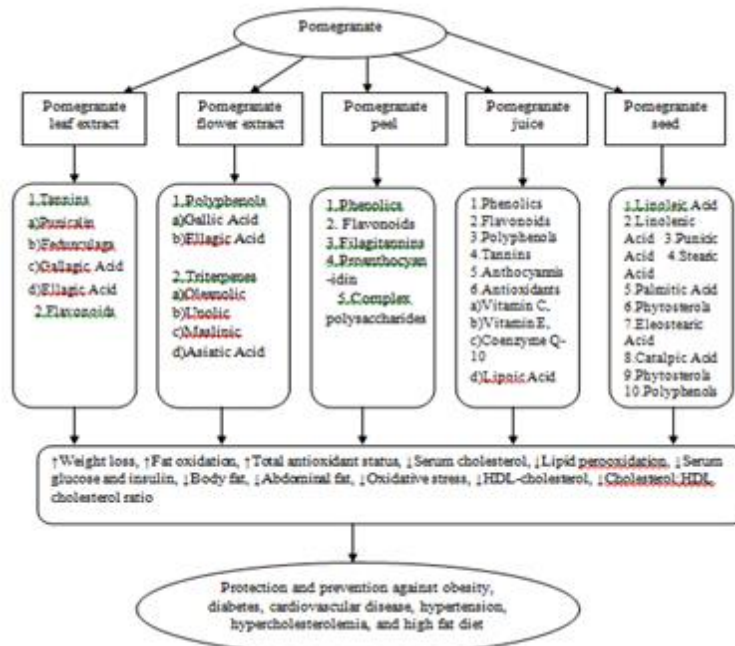 Pomegranate
Pomegranate
leaf extract
Pomegranate
flower extract
Pomegranate
peel
Pomegranate
juice
Pomegranate
seed
1.Tannins
a)Punicalin
b)Pedunculaga
c)Gallagic Acid
d)Ellagic Acid
2.Flavonoids
1.Polyphenols
a)Gallic Acid
b)Ellagic Acid
2.Triterpenes
a)Oleanolic
b)Urolic
c)Maslinic
d)Asiatic Acid
1.Phenolics
2. Flavonoids
3.Ellagitannins
4.Proanthocyan
-idin
5.Complex
polysaccharides
1.Phenolics
2.Flavonoids
3.Polyphenols
4.Tannins
5.Anthocyannis
6.Antioxidants
a)Vitamin C,
b)Vitamin E,
c)Coenzyme Q-
10
d)Lipoic Acid
1.Linoleic Acid
2.Linolenic
Acid 3.Punicic
Acid 4.Stearic
Acid
5.Palmitic Acid
6.Phytosterols
7.Eleostearic
Acid
8.Catalpic Acid
9.Phytosterols
10.Polyphenols
↑Weight loss, ↑Fat oxidation, ↑Total antioxidant status, ↓Serum cholesterol, ↓Lipid perooxidation, ↓Serum
glucose and insulin, ↓Body fat, ↓Abdominal fat, ↓Oxidative stress, ↓HDL-cholesterol, ↓Cholesterol HDL
cholesterol ratio
Protection and prevention against obesity,
diabetes, cardiovascular disease, hypertension,
hypercholesterolemia, and high fat diet